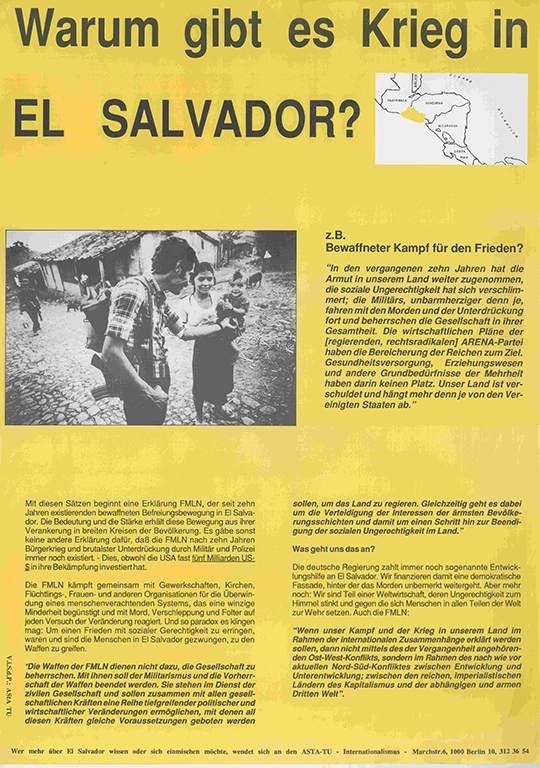 Warum gibt es Krieg in
EL SALVADOR?
GUATEMALA
HONDURAS
NICARAGUA
COSTA
RICA
z.B.
Bewaffneter Kampf für den Frieden?
"In den vergangenen zehn Jahren hat die
Armut in unserem Land weiter zugenommen,
die soziale Ungerechtigkeit hat sich verschlim-
mert; die Militärs, unbarmherziger denn je,
fahren mit den Morden und der Unterdrückung
fort und beherrschen die Gesellschaft in ihrer
Gesamtheit. Die wirtschaftlichen Pläne der
[regierenden, rechtsradikalen] ARENA-Partei
haben die Bereicherung der Reichen zum Ziel.
Gesundheitsversorgung, Erziehungswesen
und andere Grundbedürfnisse der Mehrheit
haben darin keinen Platz. Unser Land ist ver-
schuldet und hängt mehr denn je von den Ver-
einigten Staaten ab."
Mit diesen Sätzen beginnt eine Erklärung FMLN, der seit zehn
Jahren existierenden bewaffneten Befreiungsbewegung in El Salva-
dor. Die Bedeutung und die Stärke erhält diese Bewegung aus ihrer
Verankerung in breiten Kreisen der Bevölkerung. Es gäbe sonst
keine andere Erklärung dafür, daß die FMLN nach zehn Jahren
Bürgerkrieg und brutalster Unterdrückung durch Militär und Polizei
immer noch existiert. - Dies, obwohl die USA fast fünf Milliarden US-
$ in ihre Bekämpfung investiert hat.
Die FMLN kämpft gemeinsam mit Gewerkschaften, Kirchen,
Flüchtings-, Frauen- und anderen Organisationen für die Überwin-
dung eines menschenverachtenden Systems, das eine winzige
Minderheit begünstigt und mit Mord, Verschleppung und Folter auf
jeden Versuch der Veränderung reagiert. Und so paradox es klingen
mag: Um einen Frieden mit sozialer Gerechtigkeit zu erringen,
waren und sind die Menschen in El Salvador gezwungen, zu den
Waffen zu greifen.
"Die Waffen der FMLN dienen nicht dazu, die Gesellschaft zu
beherrschen. Mit ihnen soll der Militarismus und die Vorherr-
schaft der Waffen beendet werden. Sie stehen im Dienst der
zivilen Gesellschaft und sollen zusammen mit allen gesell-
schaftlichen Kräften eine Reihe tiefgreifender politischer und
wirtschaftlicher Veränderungen ermöglichen, mit denen all
diesen Kräften gleiche Voraussetzungen geboten werden
sollen, um das Land zu regieren. Gleichzeitig geht es dabei
um die Verteidigung der Interessen der ärmsten Bevölke-
rungsschichten und damit um einen Schritt hin zur Beendi-
gung der sozialen Ungerechtigkeit im Land."
Was geht uns das an?
Die deutsche Regierung zahlt immer noch sogenannte Entwick-
lungshilfe an El Salvador. Wir finanzieren damit eine demokratische
Fassade, hinter der das Morden unbemerkt weitergeht. Aber mehr
noch: Wir sind Teil einer Weltwirtschaft, deren Ungerechtigkeit zum
Himmel stinkt und gegen die sich Menschen in allen Teilen der Welt
zur Wehr setzen. Auch die FMLN:
"Wenn unser Kampf und der Krieg in unserem Land im
Rahmen der internationalen Zusammenhänge erklärt werden
sollen, dann nicht mittels des der Vergangenheit angehören-
den Ost-West-Konflikts, sondern im Rahmen des nach wie vor
aktuellen Nord-Süd-Konfliktes zwischen Entwicklung und
Unterentwicklung; zwischen den reichen, imperialistischen
Ländern des Kapitalismus und der abhängigen und armen
Dritten Welt".
V.i.S.d.P.: ASTA TU
Wer mehr über El Salvador wissen oder sich einmischen möchte, wendet sich an den ASTA-TU - Internationalismus - Marchstr.6, 1000 Berlin 10, 312 36 54